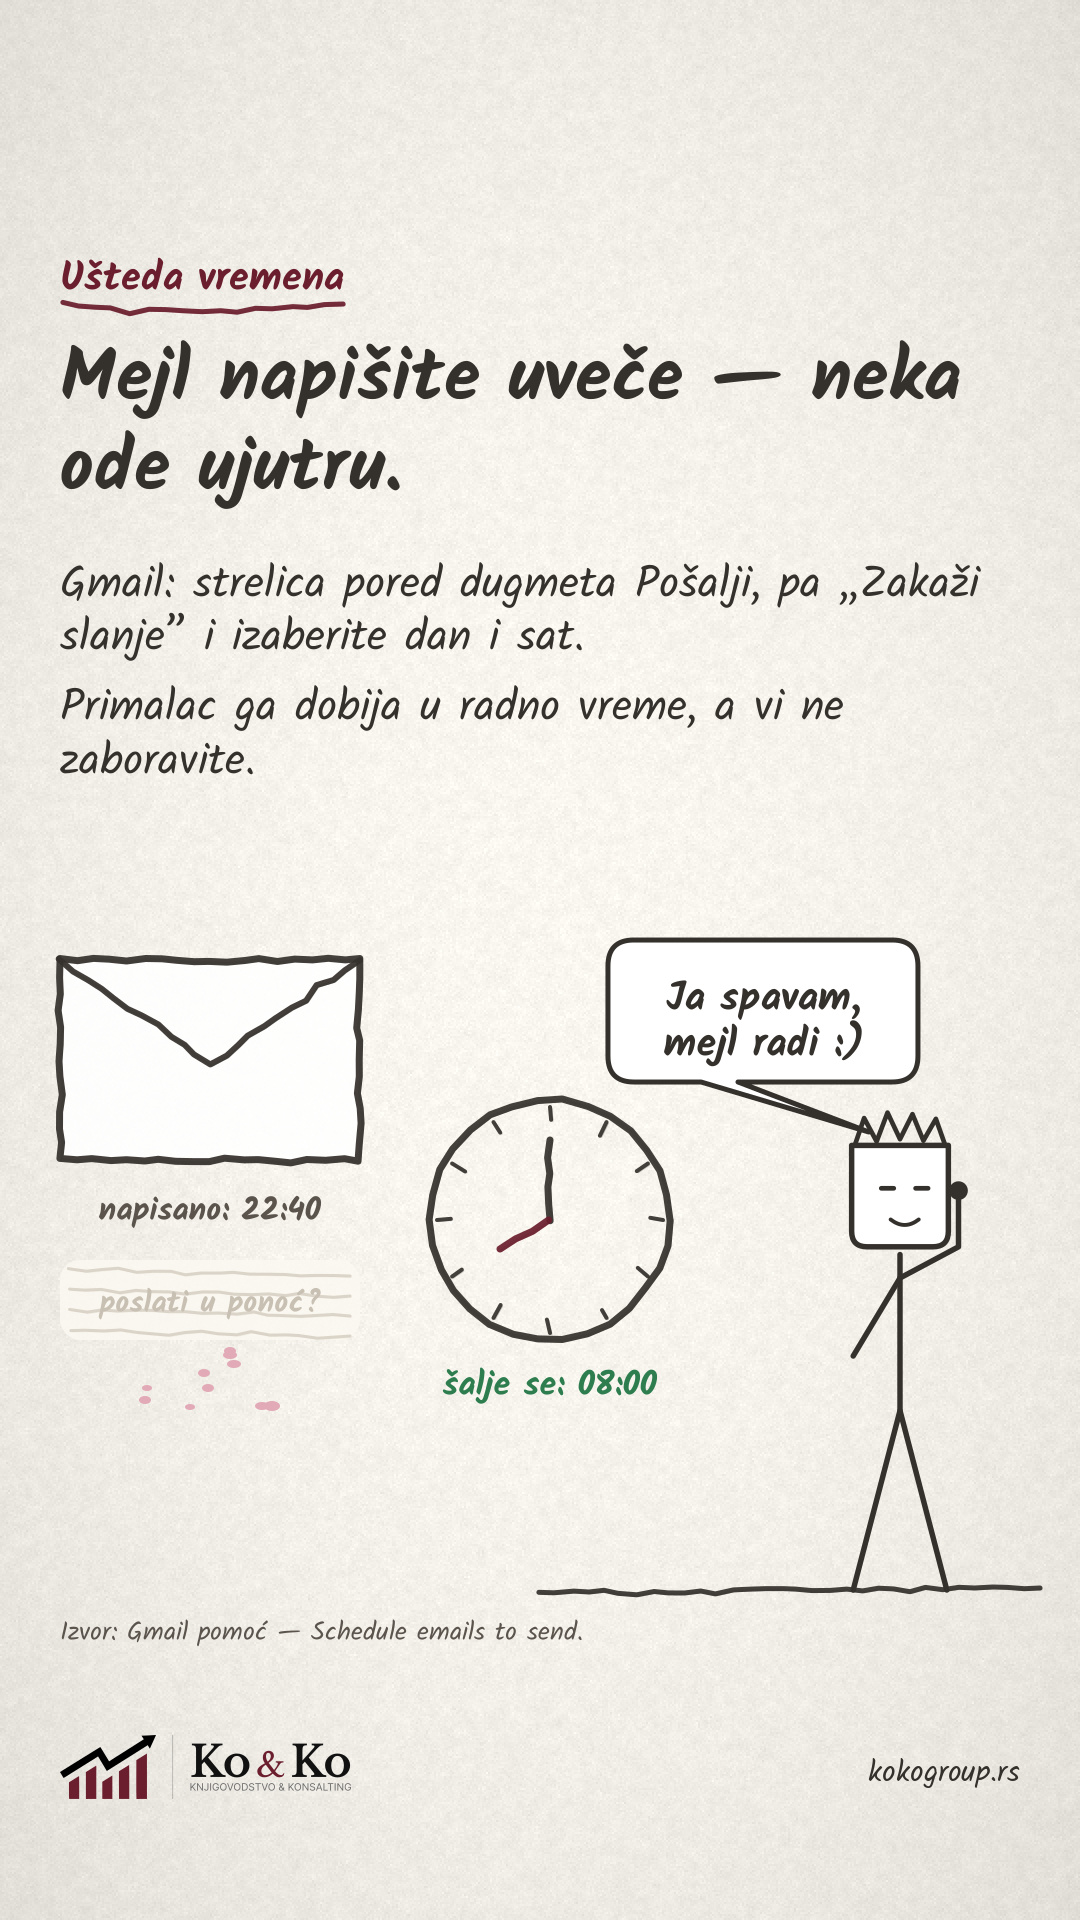 Ušteda vremena
Mejl napišite uveče — neka
ode ujutru.
Gmail: strelica pored dugmeta Pošalji, pa „Zakaži
slanje” i izaberite dan i sat.
Primalac ga dobija u radno vreme, a vi ne
zaboravite.
Ja spavam,
mejl radi :)
napisano: 22:40
poslati u ponoć?
šalje se: 08:00
Izvor: Gmail pomoć — Schedule emails to send.
Ko & Ko
KNJIGOVODSTVO & KONSALTING
kokogroup.rs